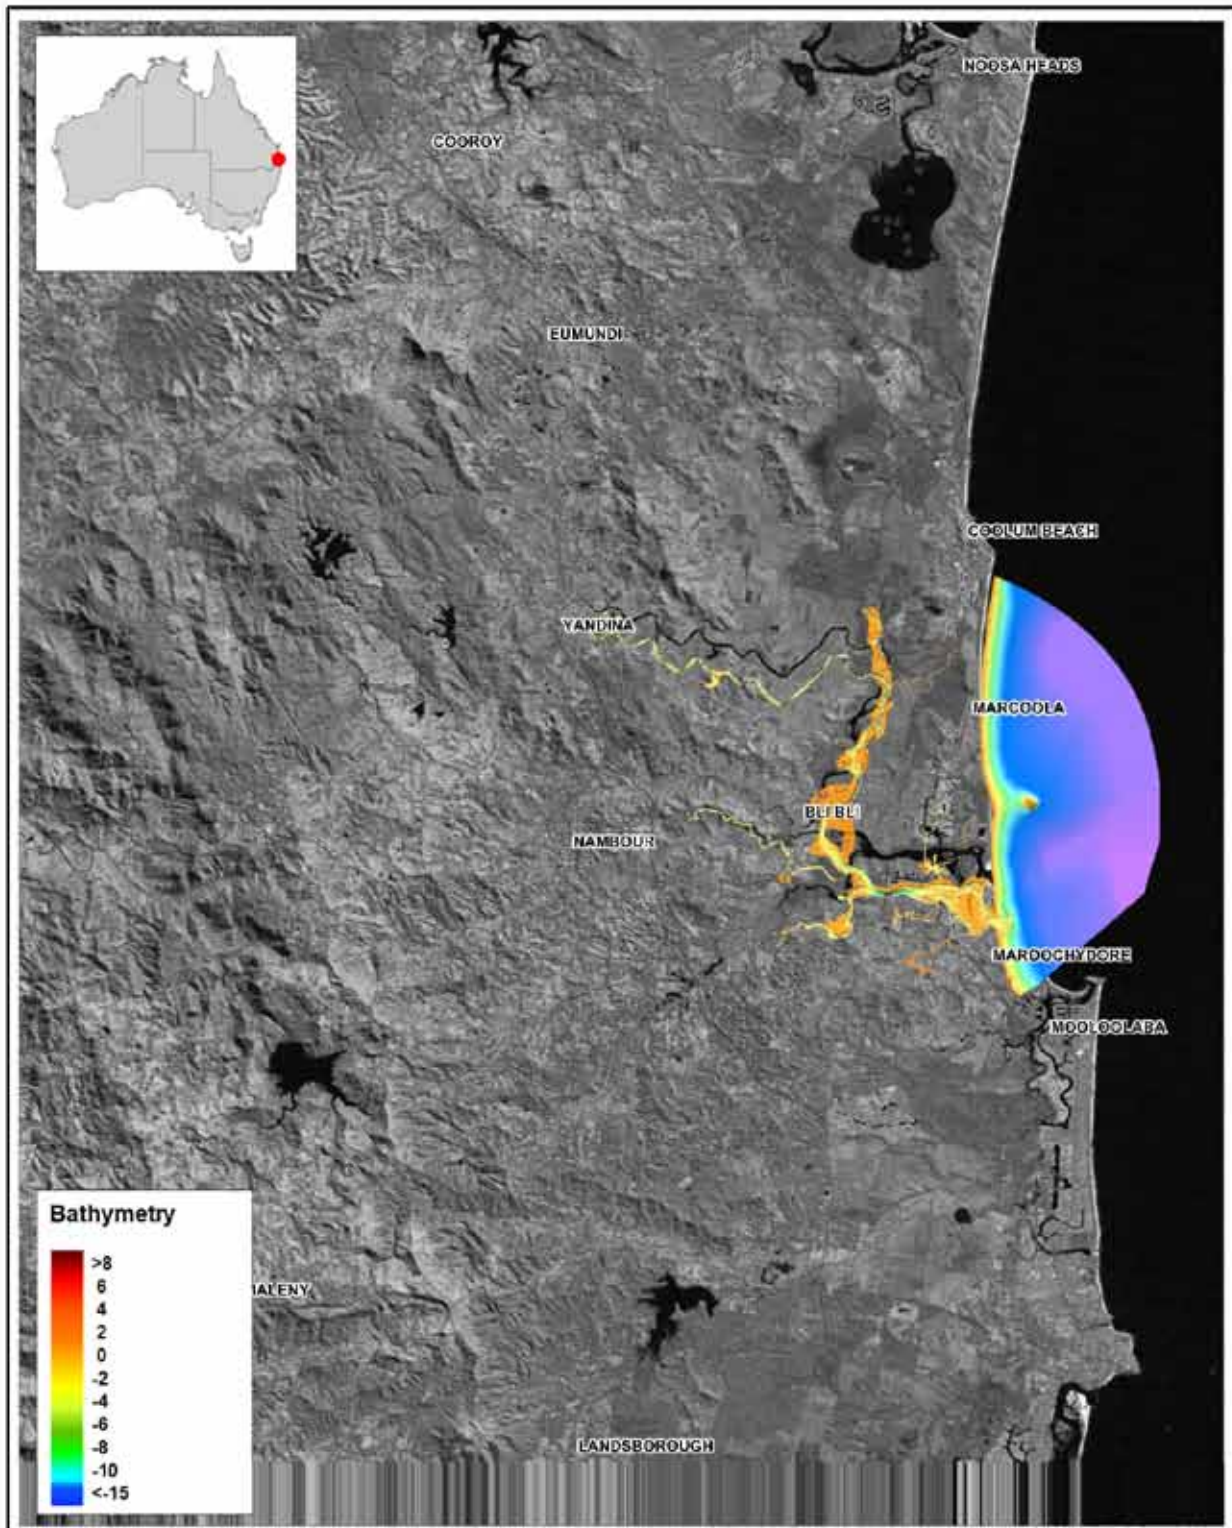 NOOSA HEADS
COOROY
EUMUNDI
COOLUM BEACH
YANDINA
MARCOOLA
BLI BLI
NAMBOUR
MAROOCHYDORE
MOOLOOLABA
Bathymetry
>8
6
4
2
0
-2
-4
-6
-8
-10
<-15
ALENY
LANDSBOROUGH